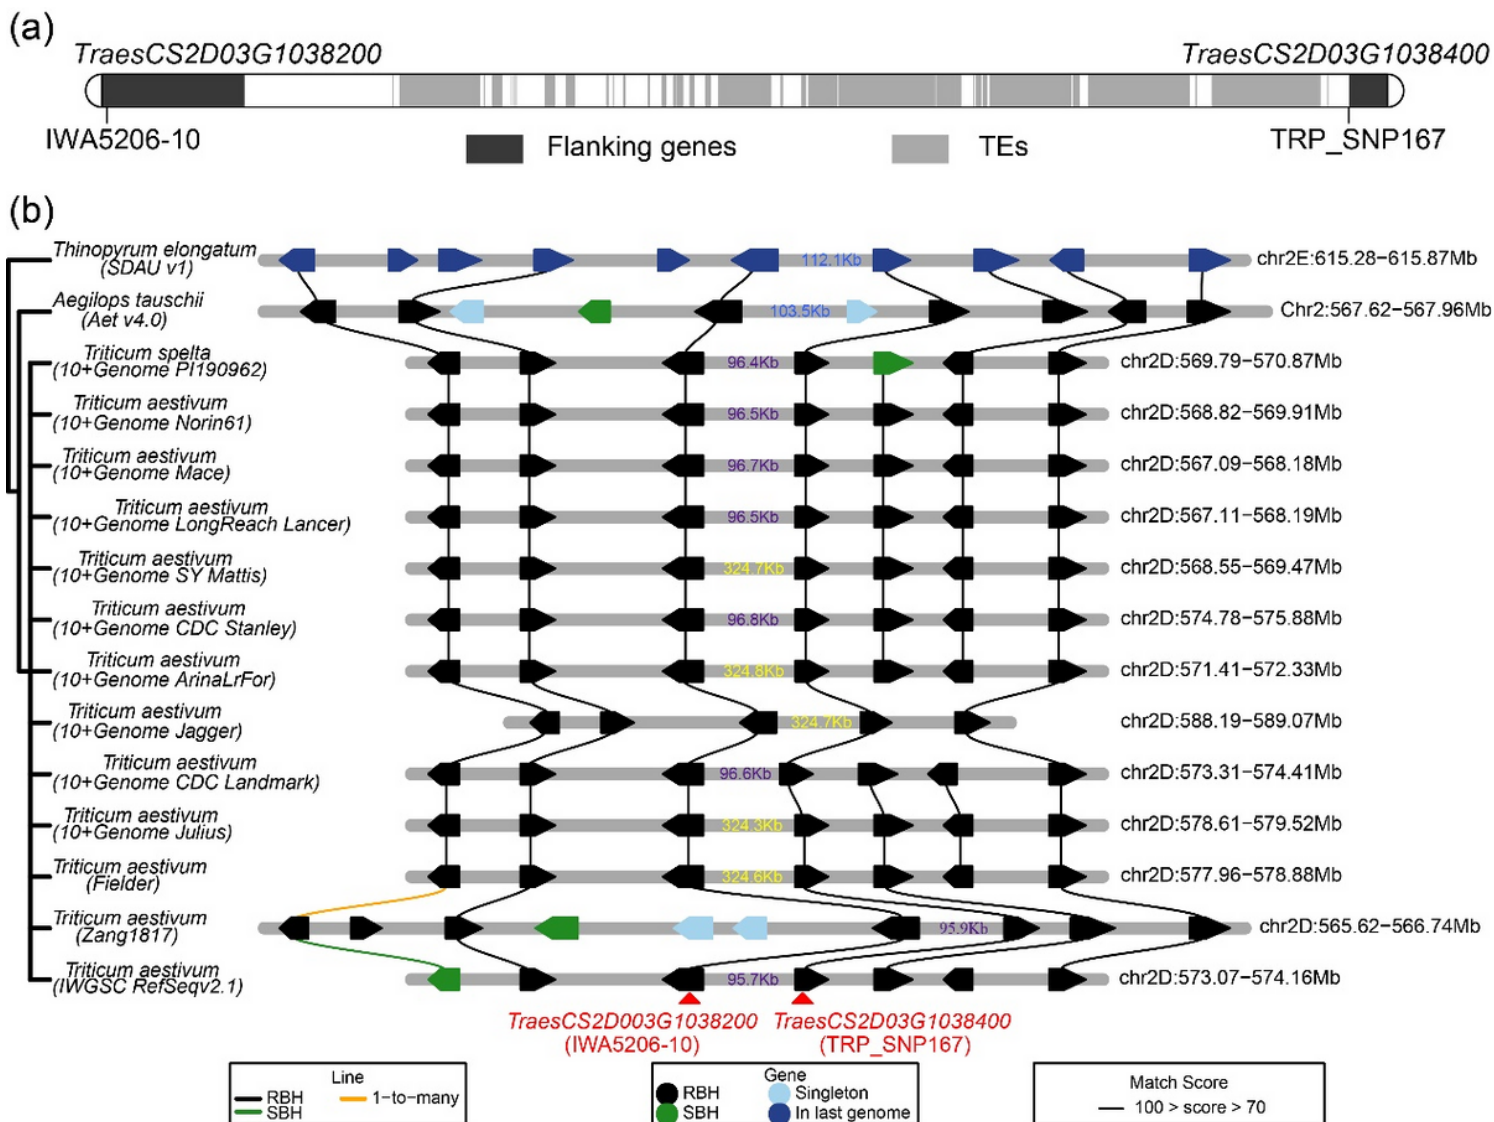 (a)
TraesCS2D03G1038200
TraesCS2D03G1038400
IWA5206-10
Flanking genes
TEs
TRP_SNP167
(b)
Thinopyrum elongatum
(SDAU v1)
112.1Kb
chr2E:615.28−615.87Mb
Aegilops tauschii
(Aet v4.0)
103.5Kb
Chr2:567.62−567.96Mb
Triticum spelta
(10+Genome PI190962)
96.4Kb
chr2D:569.79−570.87Mb
Triticum aestivum
(10+Genome Norin61)
96.5Kb
chr2D:568.82−569.91Mb
Triticum aestivum
(10+Genome Mace)
96.7Kb
chr2D:567.09−568.18Mb
Triticum aestivum
(10+Genome LongReach Lancer)
96.5Kb
chr2D:567.11−568.19Mb
Triticum aestivum
(10+Genome SY Mattis)
324.7Kb
chr2D:568.55−569.47Mb
Triticum aestivum
(10+Genome CDC Stanley)
96.8Kb
chr2D:574.78−575.88Mb
Triticum aestivum
(10+Genome ArinaLrFor)
324.8Kb
chr2D:571.41−572.33Mb
Triticum aestivum
(10+Genome Jagger)
324.7Kb
chr2D:588.19−589.07Mb
Triticum aestivum
(10+Genome CDC Landmark)
96.6Kb
chr2D:573.31−574.41Mb
Triticum aestivum
(10+Genome Julius)
324.3Kb
chr2D:578.61−579.52Mb
Triticum aestivum
(Fielder)
324.6Kb
chr2D:577.96−578.88Mb
Triticum aestivum
(Zang1817)
95.9Kb
chr2D:565.62−566.74Mb
Triticum aestivum
(IWGSC RefSeqv2.1)
95.7Kb
chr2D:573.07−574.16Mb
TraesCS2D003G1038200
(IWA5206-10)
TraesCS2D03G1038400
(TRP_SNP167)
Line
RBH
1−to−many
SBH
Gene
RBH
Singleton
SBH
In last genome
Match Score
100 > score > 70